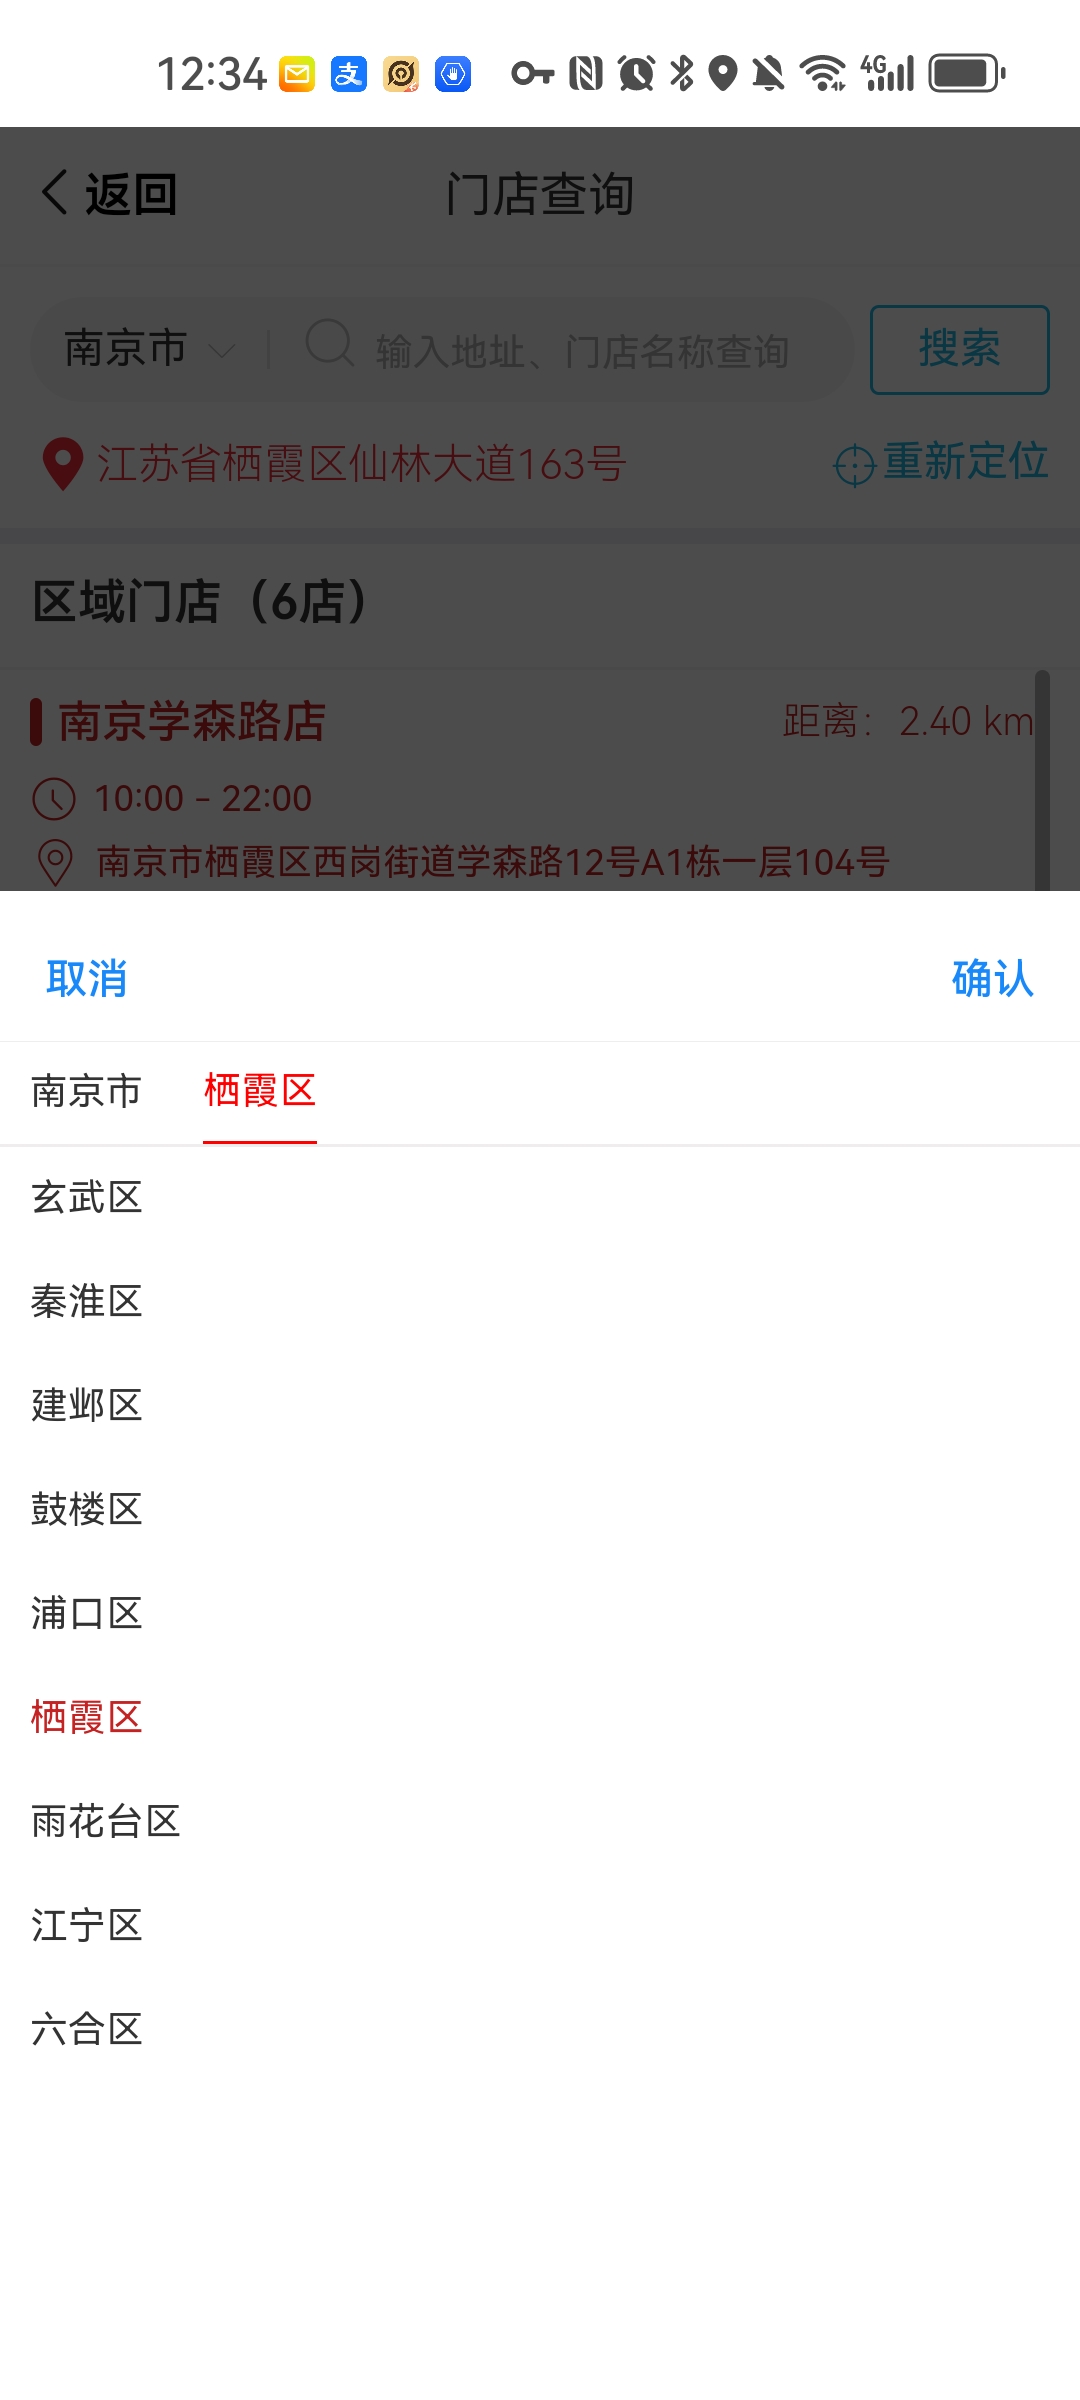 12:34
4G
返回
门店查询
南京市
输入地址、门店名称查询
搜索
江苏省栖霞区仙林大道163号
重新定位
区域门店（6店）
南京学森路店
距离：2.40 km
10:00 - 22:00
南京市栖霞区西岗街道学森路12号A1栋一层104号
取消
确认
南京市
栖霞区
玄武区
秦淮区
建邺区
鼓楼区
浦口区
栖霞区
雨花台区
江宁区
六合区